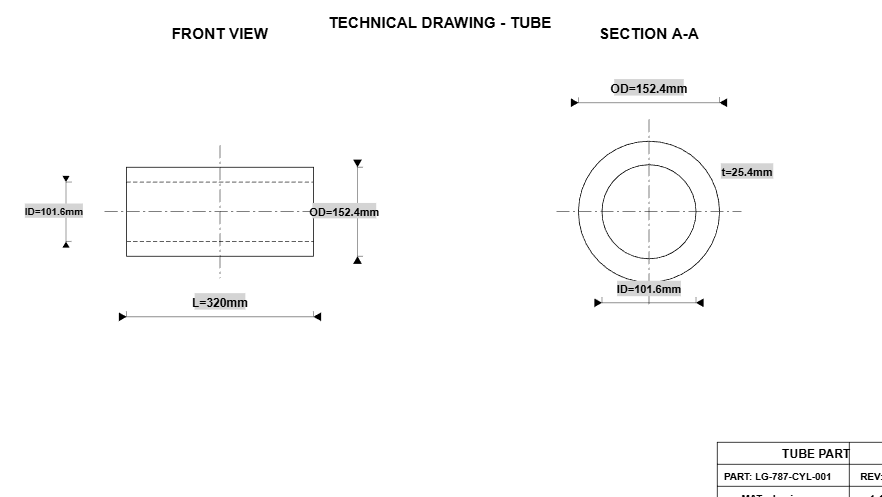 TECHNICAL DRAWING - TUBE
FRONT VIEW
SECTION A-A
OD=152.4mm
t=25.4mm
ID=101.6mm
OD=152.4mm
ID=101.6mm
L=320mm
TUBE PART
PART: LG-787-CYL-001
REV: